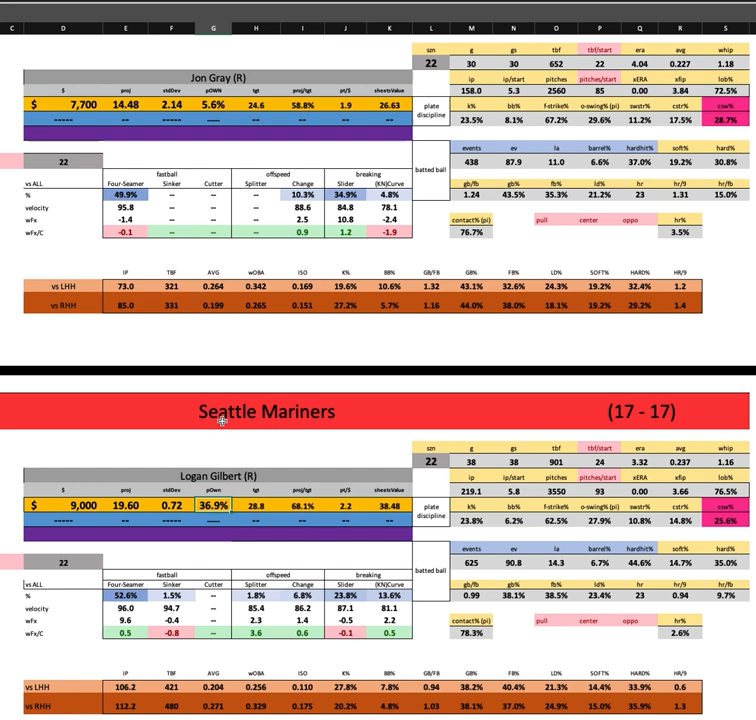 C D E F G H I J K L M N O P Q R S
szn g gs tbf tbf/start era avg whip
22 30 30 652 22 4.04 0.227 1.18
Jon Gray (R)
ip ip/start pitches pitches/start xERA xfip lob%
$ proj stdDev pOWN tgt proj/tgt pt/$ sheetsValue
158.0 5.3 2560 85 0.00 3.84 72.5%
$ 7,700 14.48 2.14 5.6% 24.6 58.8% 1.9 26.63
plate discipline
k% bb% f-strike% o-swing% (pi) swstr% cstr% csw%
----- -- -- ---- -- -- -- --
23.5% 8.1% 67.2% 29.6% 11.2% 17.5% 28.7%
events ev la barrel% hardhit% soft% hard%
22
438 87.9 11.0 6.6% 37.0% 19.2% 30.8%
fastball offspeed breaking
batted ball
vs ALL Four-Seamer Sinker Cutter Splitter Change Slider (KN)Curve
gb/fb gb% fb% ld% hr hr/9 hr/fb
% 49.9% -- -- -- 10.3% 34.9% 4.8%
1.24 43.5% 35.3% 21.2% 23 1.31 15.0%
velocity 95.8 -- -- -- 88.6 84.8 78.1
wFx -1.4 -- -- -- 2.5 10.8 -2.4
contact% (pi) pull center oppo hr%
wFx/C -0.1 -- -- -- 0.9 1.2 -1.9
76.7% 3.5%
IP TBF AVG wOBA ISO K% BB% GB/FB GB% FB% LD% SOFT% HARD% HR/9
vs LHH 73.0 321 0.264 0.342 0.169 19.6% 10.6% 1.32 43.1% 32.6% 24.3% 19.2% 32.4% 1.2
vs RHH 85.0 331 0.199 0.265 0.151 27.2% 5.7% 1.16 44.0% 38.0% 18.1% 19.2% 29.2% 1.4
Seattle Mariners (17 - 17)
szn g gs tbf tbf/start era avg whip
22 38 38 901 24 3.32 0.237 1.16
Logan Gilbert (R)
ip ip/start pitches pitches/start xERA xfip lob%
$ proj stdDev pOwn tgt proj/tgt pt/$ sheetsValue
219.1 5.8 3550 93 0.00 3.66 76.5%
$ 9,000 19.60 0.72 36.9% 28.8 68.1% 2.2 38.48
plate discipline
k% bb% f-strike% o-swing% (pi) swstr% cstr% csw%
----- -- -- ---- -- -- -- --
23.8% 6.2% 62.5% 27.9% 10.8% 14.8% 25.6%
events ev la barrel% hardhit% soft% hard%
22
625 90.8 14.3 6.7% 44.6% 14.7% 35.0%
fastball offspeed breaking
batted ball
vs ALL Four-Seamer Sinker Cutter Splitter Change Slider (KN)Curve
gb/fb gb% fb% ld% hr hr/9 hr/fb
% 52.6% 1.5% -- 1.8% 6.8% 23.8% 13.6%
0.99 38.1% 38.5% 23.4% 23 0.94 9.7%
velocity 96.0 94.7 -- 85.4 86.2 87.1 81.1
wFx 9.6 -0.4 -- 2.3 1.4 -0.5 2.2
contact% (pi) pull center oppo hr%
wFx/C 0.5 -0.8 -- 3.6 0.6 -0.1 0.5
78.3% 2.6%
IP TBF AVG wOBA ISO K% BB% GB/FB GB% FB% LD% SOFT% HARD% HR/9
vs LHH 106.2 421 0.204 0.256 0.110 27.8% 7.8% 0.94 38.2% 40.4% 21.3% 14.4% 33.9% 0.6
vs RHH 112.2 480 0.271 0.329 0.175 20.2% 4.8% 1.03 38.1% 37.0% 24.9% 15.0% 35.9% 1.3